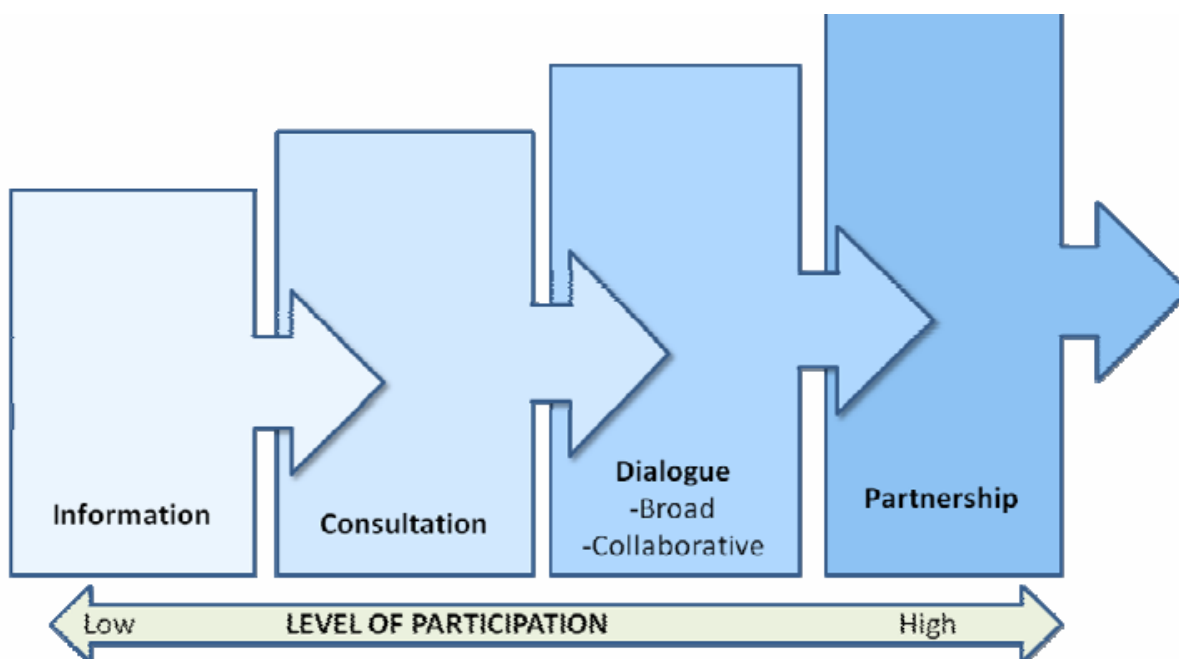 Information
Consultation
Dialogue
-Broad
-Collaborative
Partnership
Low LEVEL OF PARTICIPATION High